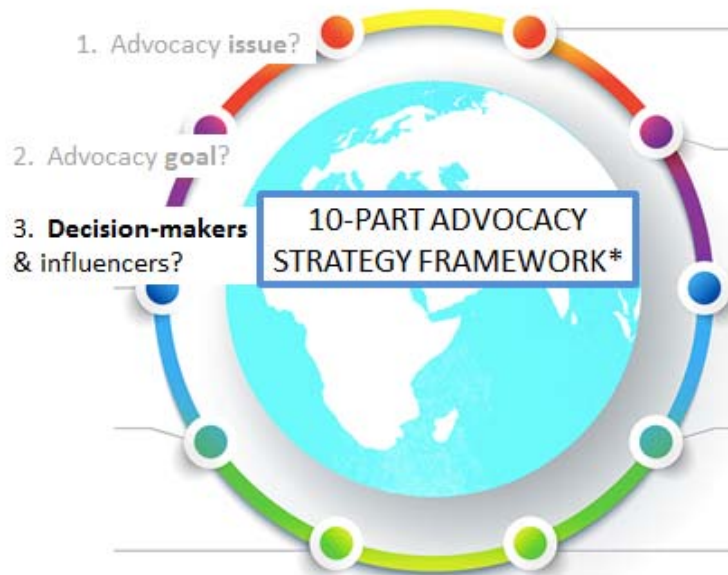 1. Advocacy issue?
2. Advocacy goal?
3. Decision-makers
& influencers?
10-PART ADVOCACY
STRATEGY FRAMEWORK*